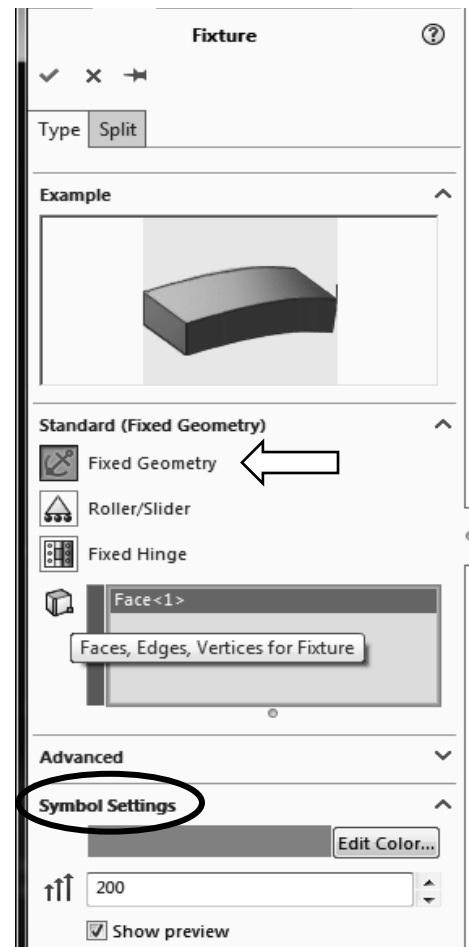 Fixture
Type Split
Example
Standard (Fixed Geometry)
Fixed Geometry
Roller/Slider
Fixed Hinge
Face<1>
Faces, Edges, Vertices for Fixture
Advanced
Symbol Settings
Edit Color...
200
Show preview